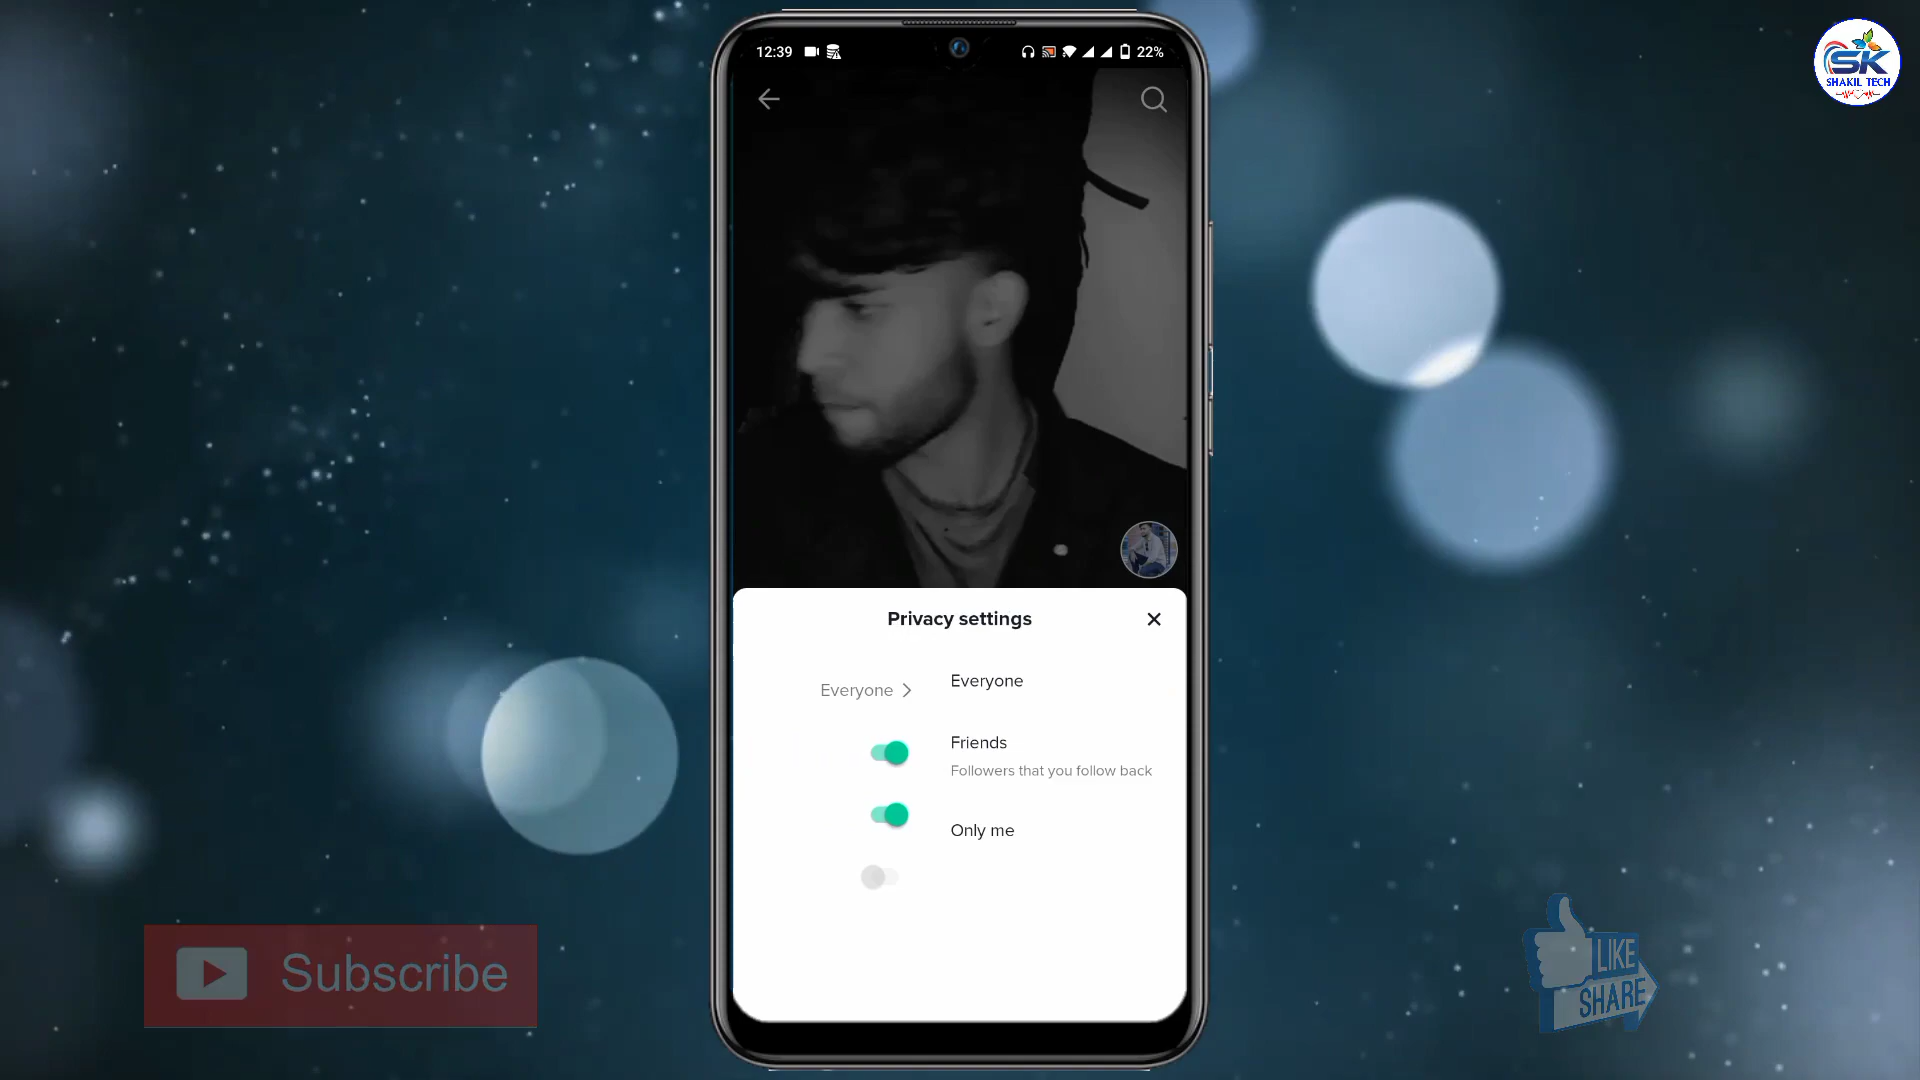 12:39
22%
SK
SHAKIL TECH
Privacy settings
Everyone
Everyone
Friends
Followers that you follow back
Only me
Subscribe
LIKE
SHARE